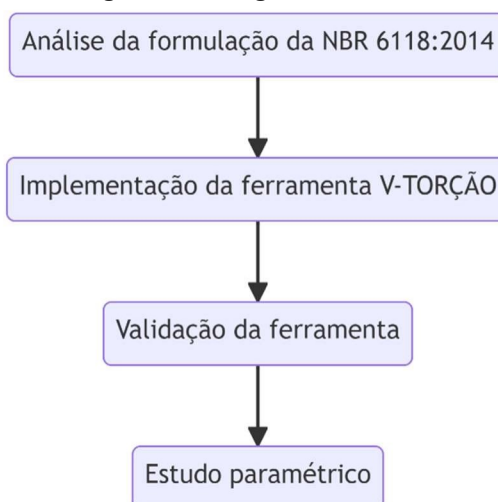 Análise da formulação da NBR 6118:2014
Implementação da ferramenta V-TORÇÃO
Validação da ferramenta
Estudo paramétrico